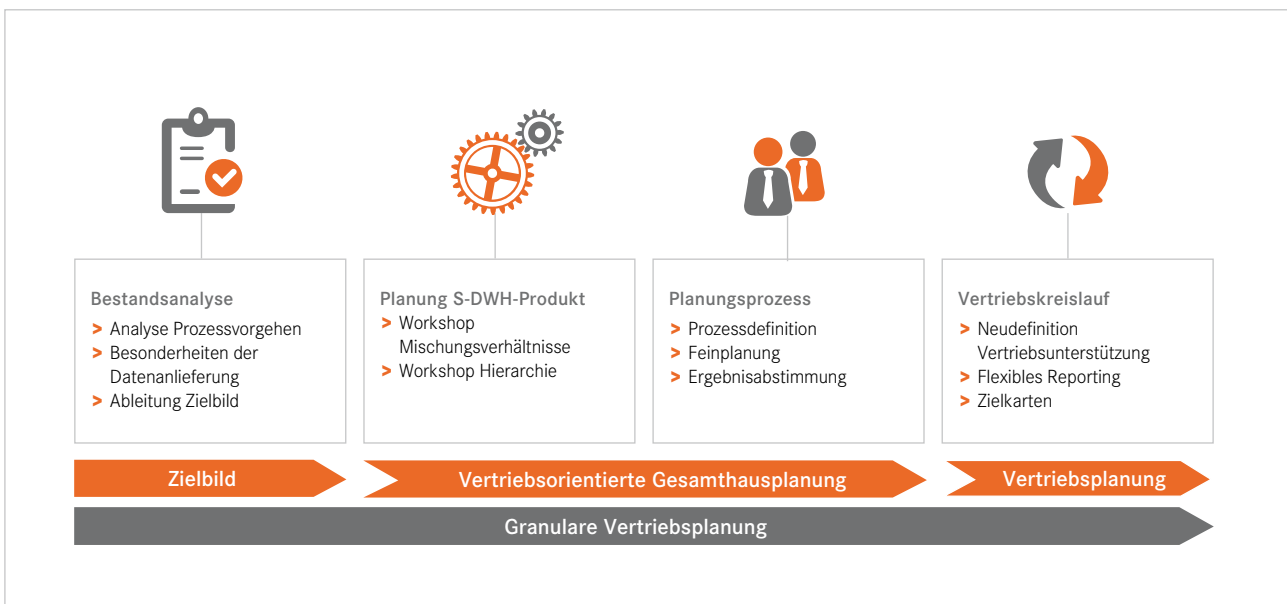 Bestandsanalyse
> Analyse Prozessvorgehen
> Besonderheiten der
Datenanlieferung
> Ableitung Zielbild
Planung S-DWH-Produkt
> Workshop
Mischungsverhältnisse
> Workshop Hierarchie
Planungsprozess
> Prozessdefinition
> Feinplanung
> Ergebnisabstimmung
Vertriebskreislauf
> Neudefinition
Vertriebsunterstützung
> Flexibles Reporting
> Zielkarten
Zielbild
Vertriebsorientierte Gesamthausplanung
Vertriebsplanung
Granulare Vertriebsplanung